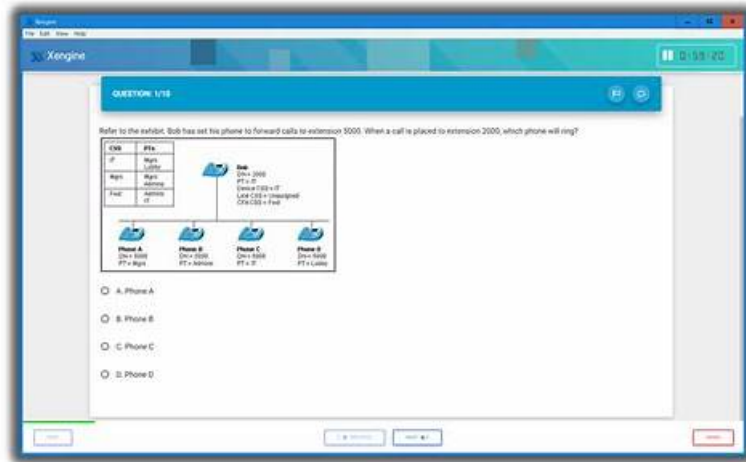 Xengine
File Edit View Help
Xengine
0:59:20
QUESTION: 1/10
Refer to the exhibit. Bob has set his phone to forward calls to extension 5000. When a call is placed to extension 2000, which phone will ring?
CSS PTs
IT Mgrs
Lobby
Mgrs Mgrs
Admins
Fwd Admins
IT
Bob
DN = 2000
PT = IT
Device CSS = IT
Line CSS = Unassigned
CFA CSS = Fwd
Phone A
DN = 5000
PT = Mgrs
Phone B
DN = 5000
PT = Admins
Phone C
DN = 5000
PT = IT
Phone D
DN = 5000
PT = Lobby
A. Phone A
B. Phone B
C. Phone C
D. Phone D